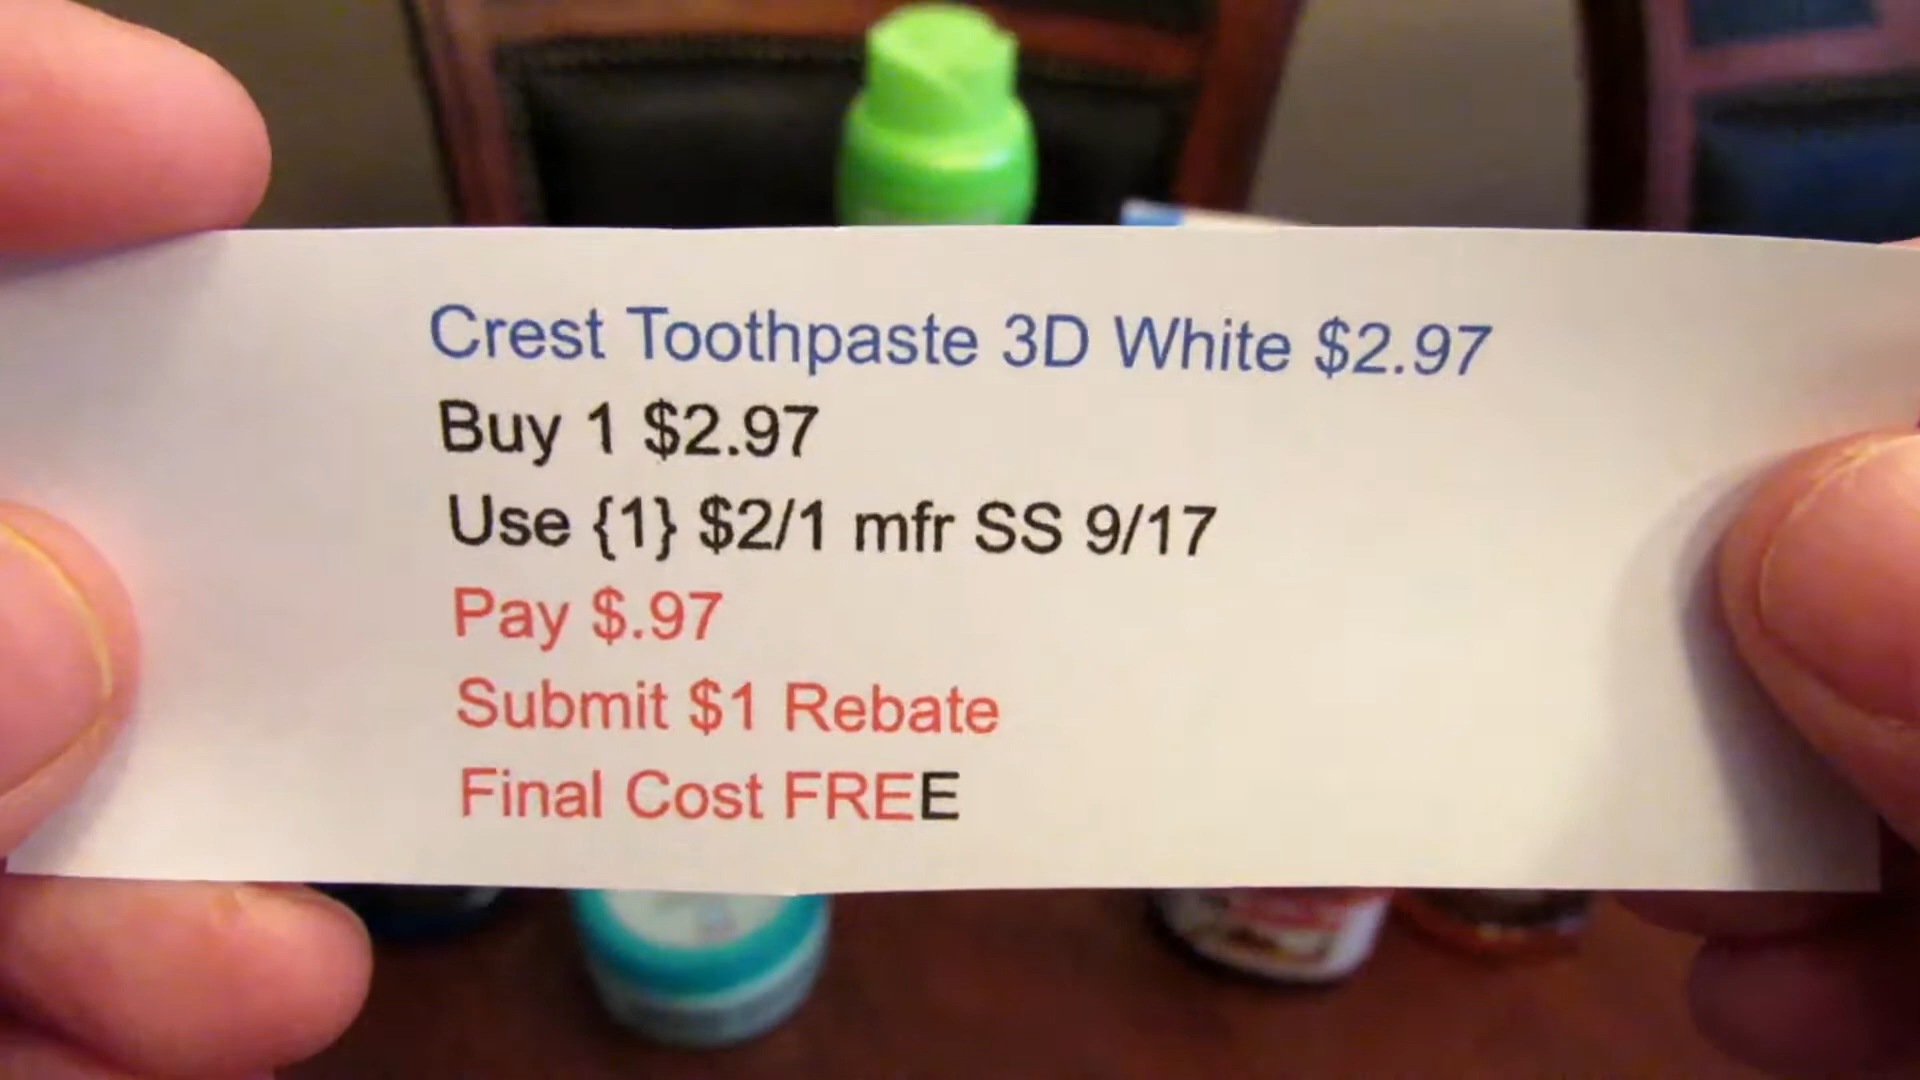 Crest Toothpaste 3D White $2.97
Buy 1 $2.97
Use {1} $2/1 mfr SS 9/17
Pay $.97
Submit $1 Rebate
Final Cost FREE